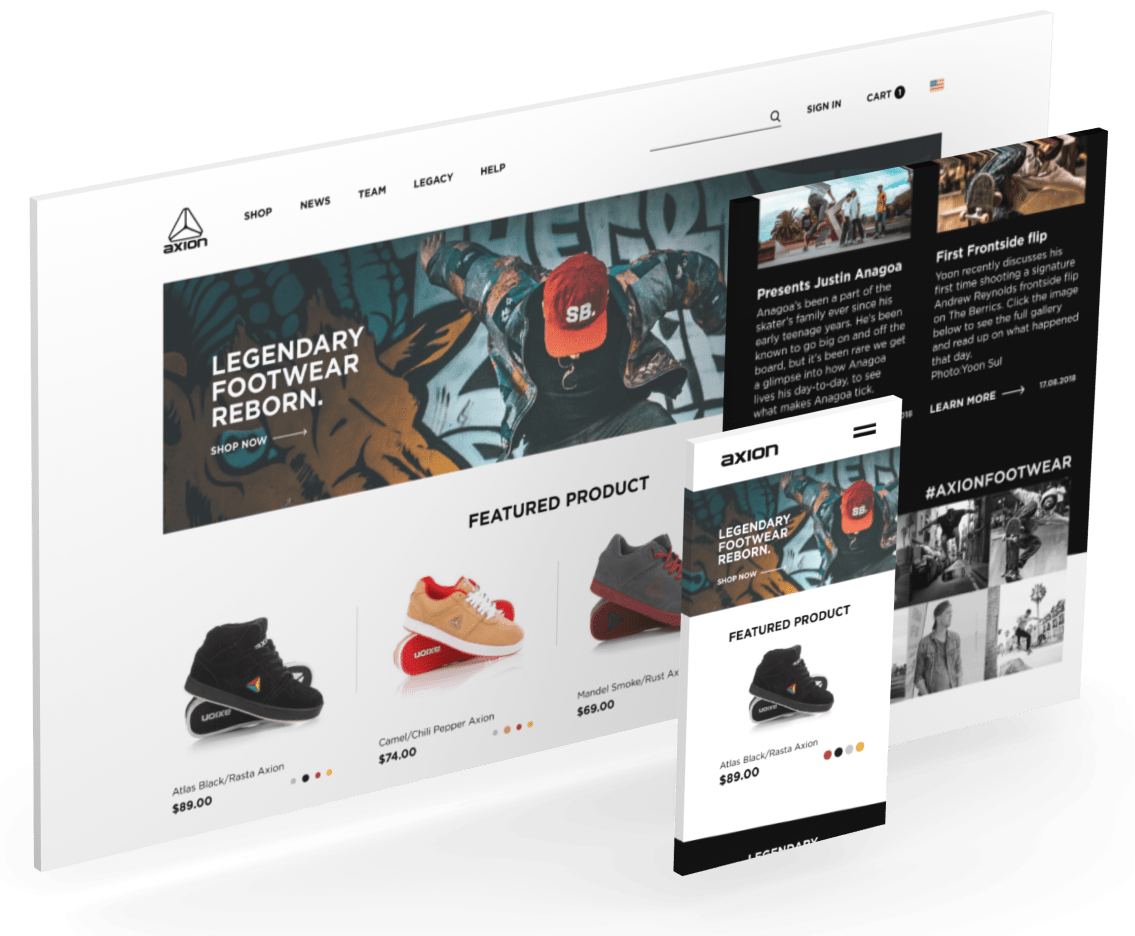 SHOP
NEWS
TEAM
LEGACY
HELP
SIGN IN
CART 1
axion
LEGENDARY
FOOTWEAR
REBORN.
SHOP NOW
SB.
FEATURED PRODUCT
axion
Atlas Black/Rasta Axion
$89.00
axion
Camel/Chili Pepper Axion
$74.00
Mandel Smoke/Rust Ax
$69.00
Presents Justin Anagoa
Anagoa's been a part of the
skater's family ever since his
early teenage years. He's been
known to go big on and off the
board, but it's been rare we get
a glimpse into how Anagoa
lives his day-to-day, to see
what makes Anagoa tick.
018
First Frontside flip
Yoon recently discusses his
first time shooting a signature
Andrew Reynolds frontside flip
on The Berrics. Click the image
below to see the full gallery
and read up on what happened
that day.
Photo:Yoon Sul
LEARN MORE
17.08.2018
#AXIONFOOTWEAR
axion
LEGENDARY
FOOTWEAR
REBORN.
SHOP NOW
SB.
FEATURED PRODUCT
Atlas Black/Rasta Axion
$89.00
LEGENDARY